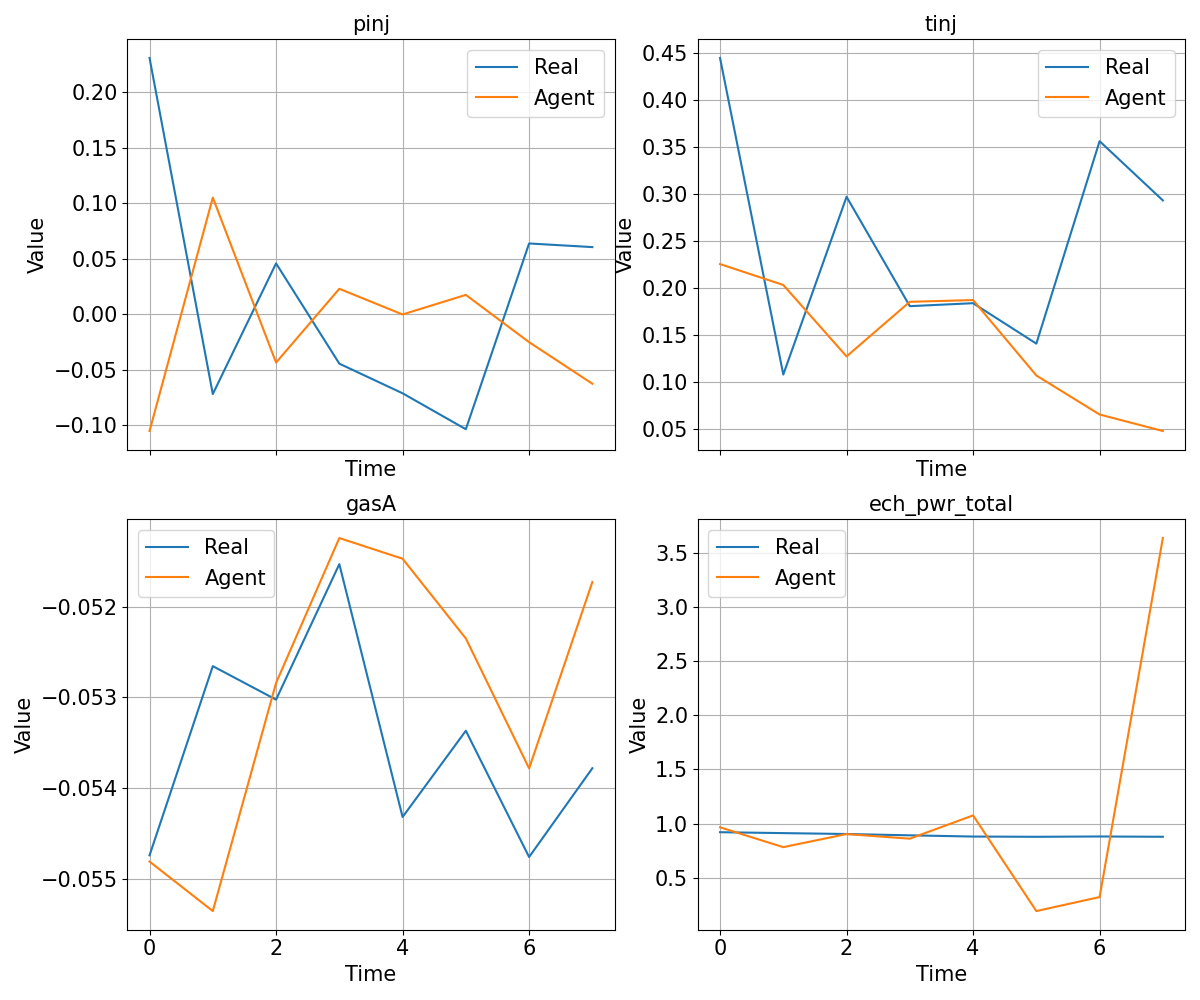 pinj
Real
Agent
0.20
0.15
0.10
0.05
0.00
−0.05
−0.10
Value
Time
tinj
Real
Agent
0.45
0.40
0.35
0.30
0.25
0.20
0.15
0.10
0.05
Value
Time
gasA
Real
Agent
−0.052
−0.053
−0.054
−0.055
Value
0 2 4 6
Time
ech_pwr_total
Real
Agent
3.5
3.0
2.5
2.0
1.5
1.0
0.5
Value
0 2 4 6
Time